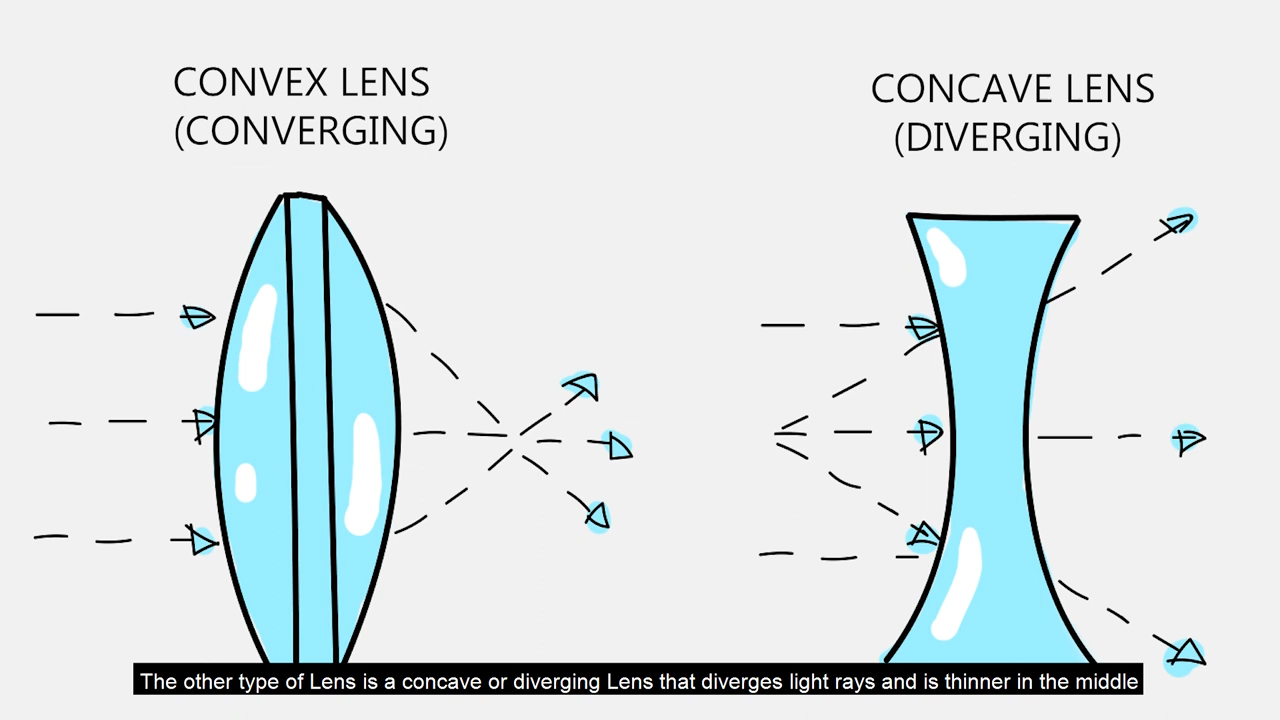 CONVEX LENS
(CONVERGING)
CONCAVE LENS
(DIVERGING)
The other type of Lens is a concave or diverging Lens that diverges light rays and is thinner in the middle